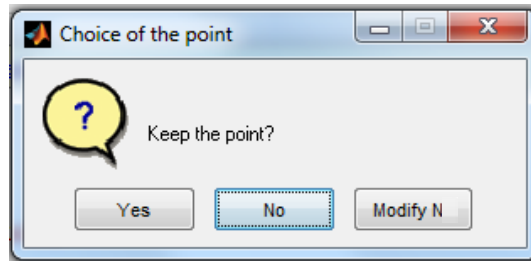 Choice of the point
?
Keep the point?
Yes No Modify N